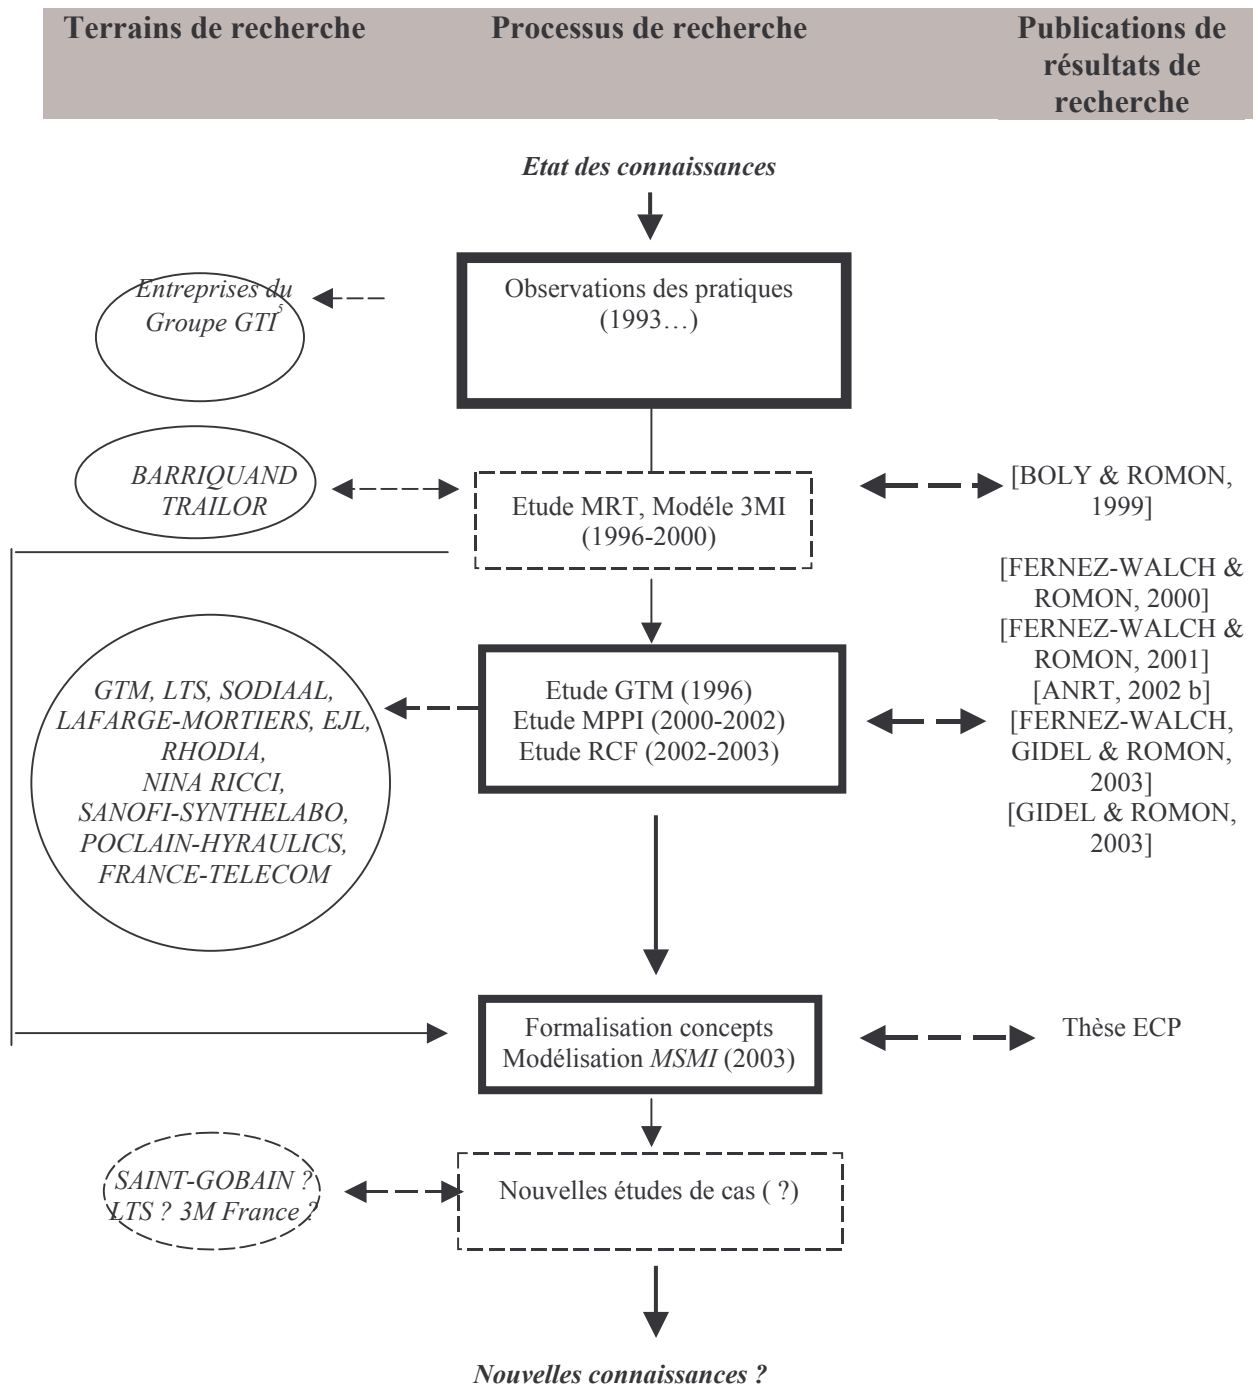 Terrains de recherche
Processus de recherche
Publications de
résultats de
recherche
Etat des connaissances
Entreprises du
Groupe GTI5
Observations des pratiques
(1993…)
BARRIQUAND
TRAILOR
Etude MRT, Modéle 3MI
(1996-2000)
[BOLY & ROMON,
1999]
GTM, LTS, SODIAAL,
LAFARGE-MORTIERS, EJL,
RHODIA,
NINA RICCI,
SANOFI-SYNTHELABO,
POCLAIN-HYRAULICS,
FRANCE-TELECOM
Etude GTM (1996)
Etude MPPI (2000-2002)
Etude RCF (2002-2003)
[FERNEZ-WALCH &
ROMON, 2000]
[FERNEZ-WALCH &
ROMON, 2001]
[ANRT, 2002 b]
[FERNEZ-WALCH,
GIDEL & ROMON,
2003]
[GIDEL & ROMON,
2003]
Formalisation concepts
Modélisation MSMI (2003)
Thèse ECP
SAINT-GOBAIN ?
LTS ? 3M France ?
Nouvelles études de cas ( ?)
Nouvelles connaissances ?